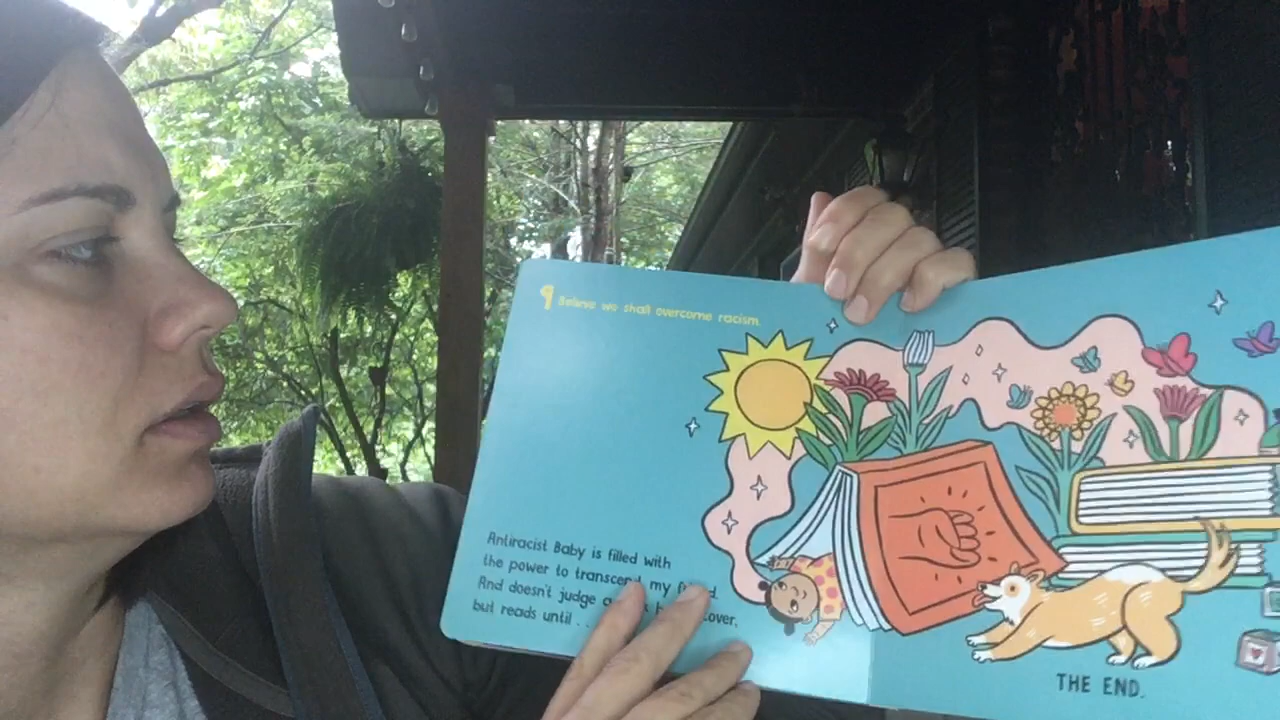 9 Believe we shall overcome racism.
Antiracist Baby is filled with
the power to transcend my
And doesn't judge cover,
but reads until . .
THE END.